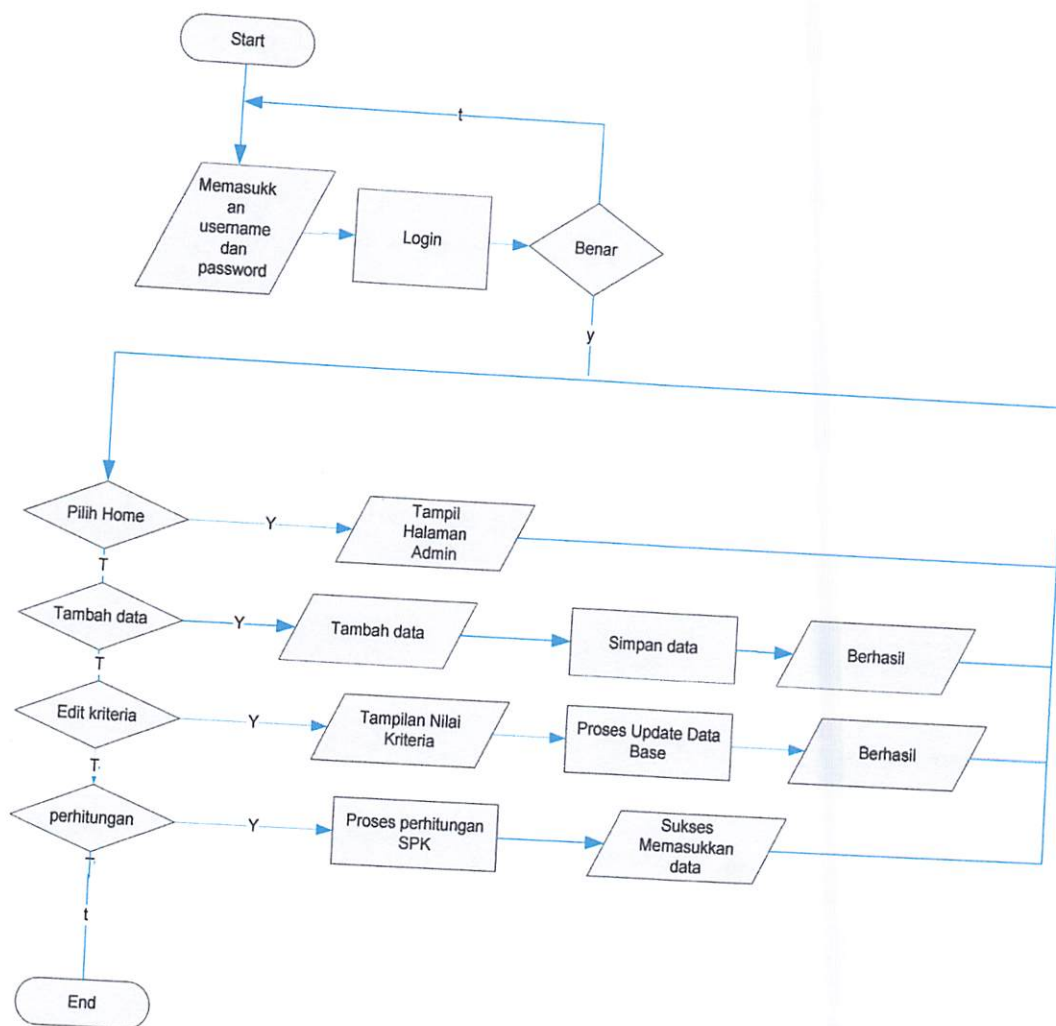 Start
t
Memasukk
an
username
dan
password
Login
Benar
y
Pilih Home
Y
Tampil
Halaman
Admin
T
Tambah data
Y
Tambah data
Simpan data
Berhasil
T
Edit kriteria
Y
Tampilan Nilai
Kriteria
Proses Update Data
Base
Berhasil
T
perhitungan
Y
Proses perhitungan
SPK
Sukses
Memasukkan
data
T
t
End